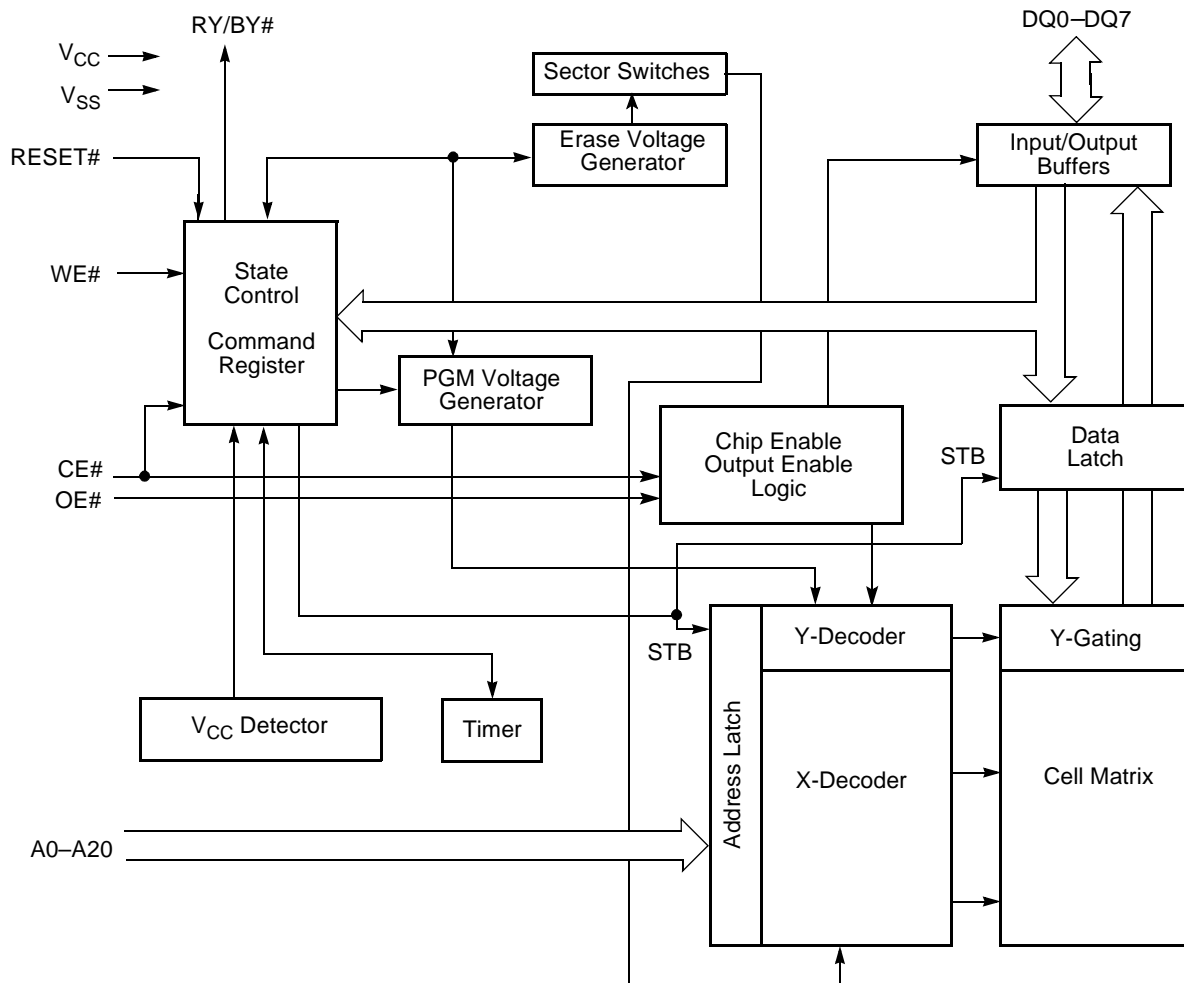 RY/BY#
DQ0–DQ7
VCC
VSS
Sector Switches
RESET#
Erase Voltage
Generator
Input/Output
Buffers
WE#
State
Control
Command
Register
PGM Voltage
Generator
Chip Enable
Output Enable
Logic
Data
Latch
STB
CE#
OE#
STB
Y-Decoder
Y-Gating
VCC Detector
Timer
Address Latch
X-Decoder
Cell Matrix
A0–A20